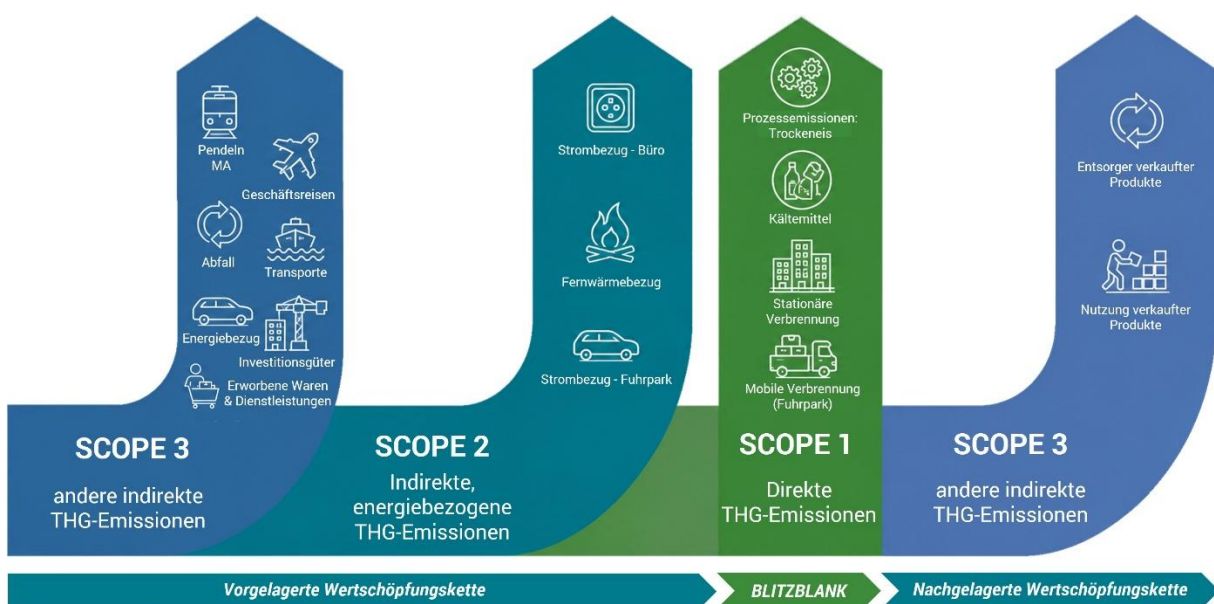 Pendeln
MA
Geschäftsreisen
Abfall
Transporte
Energiebezug
Investitionsgüter
Erworbene Waren
& Dienstleistungen
SCOPE 3
andere indirekte
THG-Emissionen
Strombezug - Büro
Fernwärmebezug
Strombezug - Fuhrpark
SCOPE 2
Indirekte,
energiebezogene
THG-Emissionen
Prozessemissionen:
Trockeneis
Kältemittel
Stationäre
Verbrennung
Mobile Verbrennung
(Fuhrpark)
SCOPE 1
Direkte
THG-Emissionen
Entsorger verkaufter
Produkte
Nutzung verkaufter
Produkte
SCOPE 3
andere indirekte
THG-Emissionen
Vorgelagerte Wertschöpfungskette
BLITZBLANK
Nachgelagerte Wertschöpfungskette